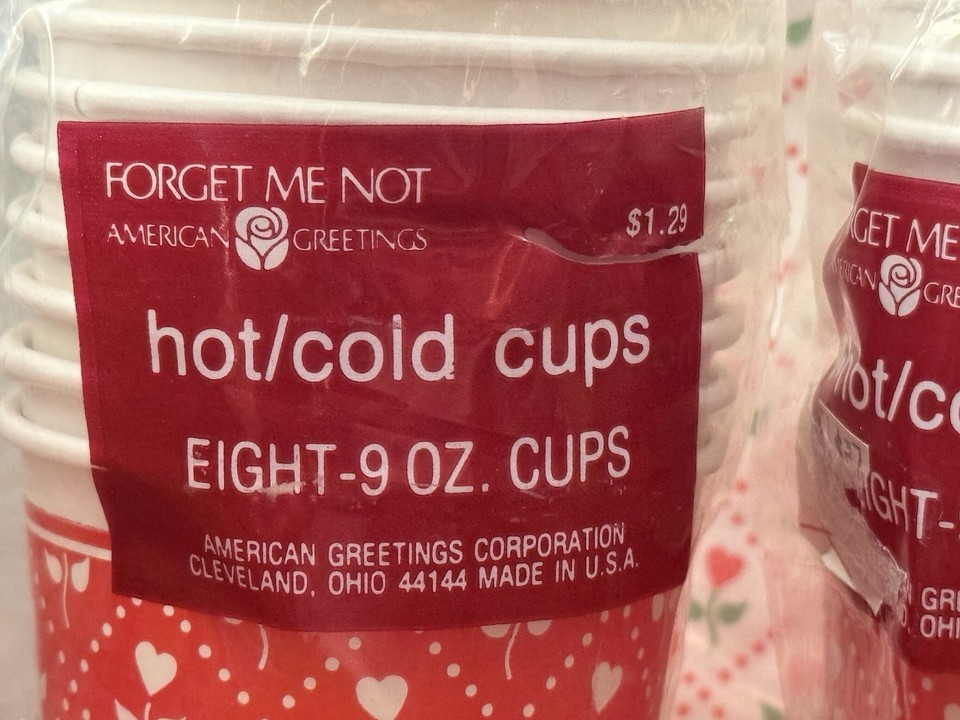 FORGET ME NOT
AMERICAN GREETINGS
$1.29
hot/cold cups
EIGHT-9 OZ. CUPS
AMERICAN GREETINGS CORPORATION
CLEVELAND, OHIO 44144 MADE IN U.S.A.
ME